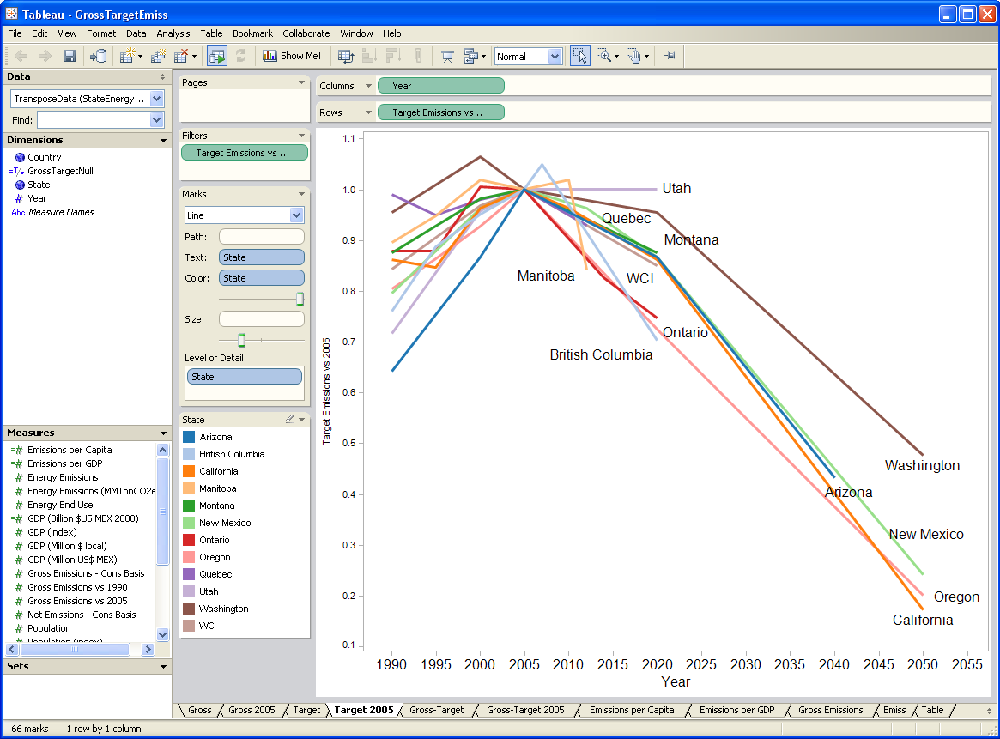 Tableau - GrossTargetEmiss
File Edit View Format Data Analysis Table Bookmark Collaborate Window Help
Show Me! Normal
Data
TransposeData (StateEnergy...
Find:
Dimensions
Country
=T/F GrossTargetNull
State
# Year
Abc Measure Names
Measures
=# Emissions per Capita
=# Emissions per GDP
# Energy Emissions
# Energy Emissions (MMTonCO2e
# Energy End Use
=# GDP (Billion $US MEX 2000)
# GDP (index)
# GDP (Million $ local)
# GDP (Million US$ MEX)
# Gross Emissions - Cons Basis
# Gross Emissions vs 1990
# Gross Emissions vs 2005
# Net Emissions - Cons Basis
# Population
# Population (index)
Sets
Pages
Filters
Target Emissions vs ..
Marks
Line
Path:
Text: State
Color: State
Size:
Level of Detail:
State
State
Arizona
British Columbia
California
Manitoba
Montana
New Mexico
Ontario
Oregon
Quebec
Utah
Washington
WCI
Columns Year
Rows Target Emissions vs ..
1.1
1.0
0.9
0.8
0.7
0.6
0.5
0.4
0.3
0.2
0.1
Target Emissions vs 2005
Utah
Quebec
Montana
Manitoba
WCI
Ontario
British Columbia
Washington
Arizona
New Mexico
Oregon
California
1990 1995 2000 2005 2010 2015 2020 2025 2030 2035 2040 2045 2050 2055
Year
Gross Gross 2005 Target Target 2005 Gross-Target Gross-Target 2005 Emissions per Capita Emissions per GDP Gross Emissions Emiss Table
66 marks 1 row by 1 column